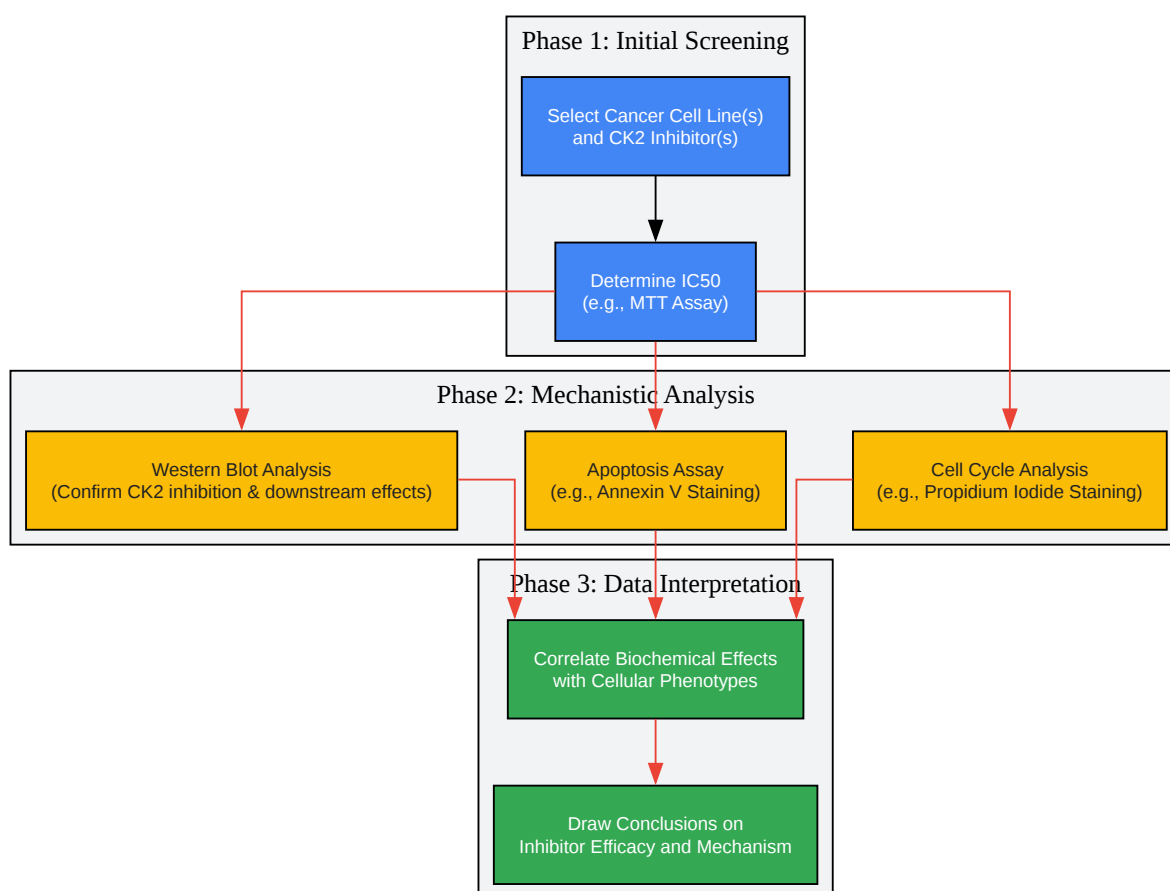 Phase 1: Initial Screening
Select Cancer Cell Line(s)
and CK2 Inhibitor(s)
Determine IC50
(e.g., MTT Assay)
Phase 2: Mechanistic Analysis
Western Blot Analysis
(Confirm CK2 inhibition & downstream effects)
Apoptosis Assay
(e.g., Annexin V Staining)
Cell Cycle Analysis
(e.g., Propidium Iodide Staining)
Phase 3: Data Interpretation
Correlate Biochemical Effects
with Cellular Phenotypes
Draw Conclusions on
Inhibitor Efficacy and Mechanism